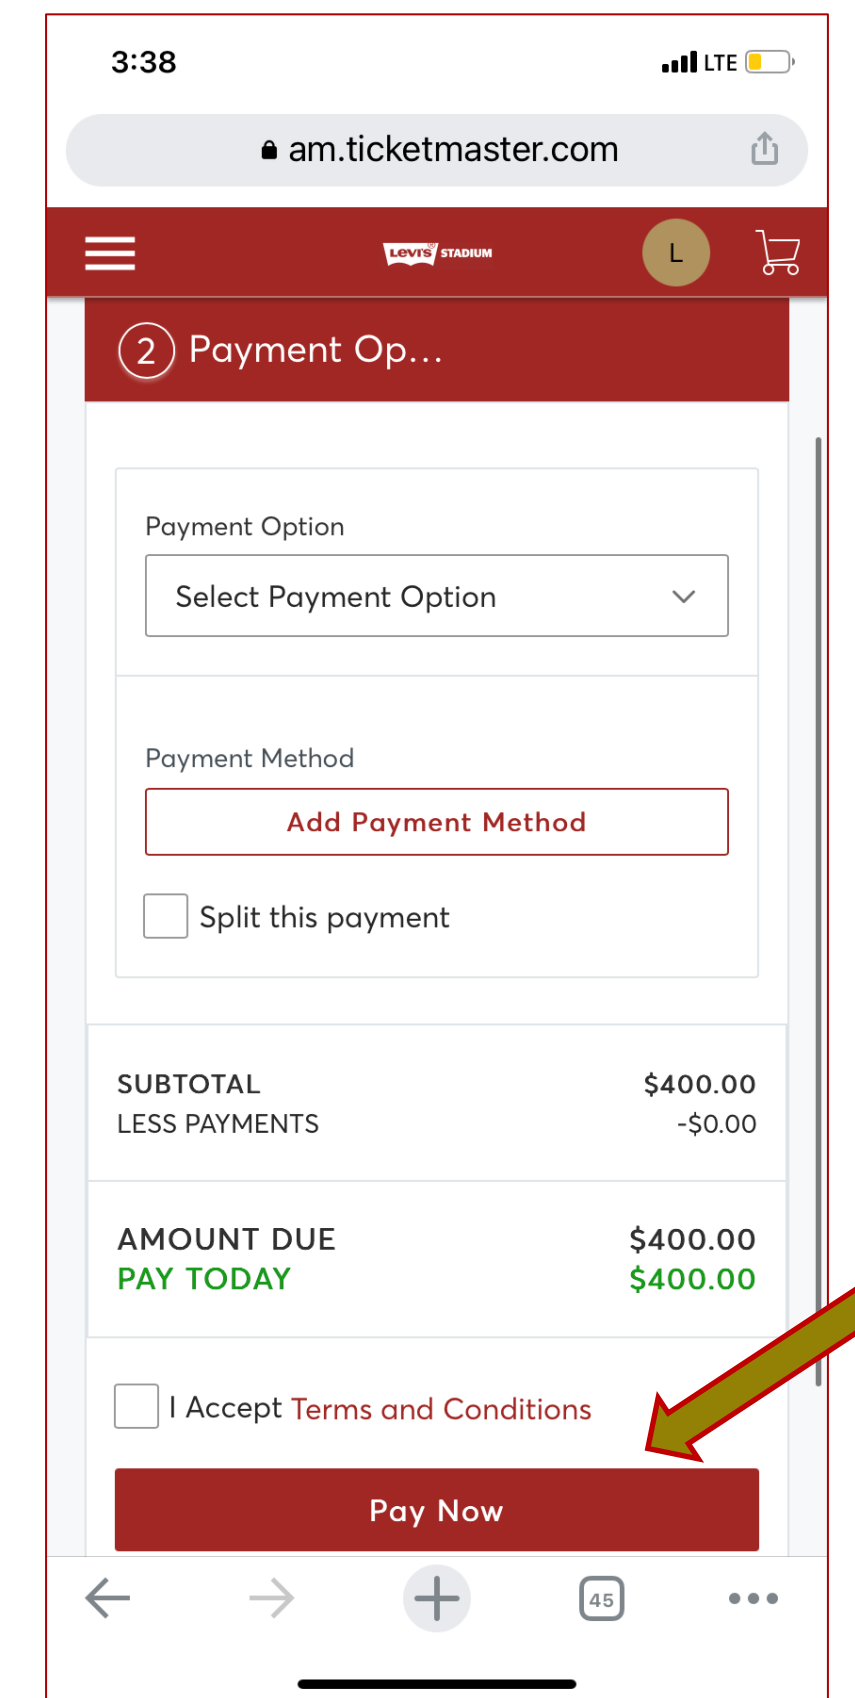 3:38 LTE
am.ticketmaster.com
LEVI'S STADIUM L
2 Payment Op...
Payment Option
Select Payment Option
Payment Method
Add Payment Method
Split this payment
SUBTOTAL $400.00
LESS PAYMENTS -$0.00
AMOUNT DUE $400.00
PAY TODAY $400.00
I Accept Terms and Conditions
Pay Now
45